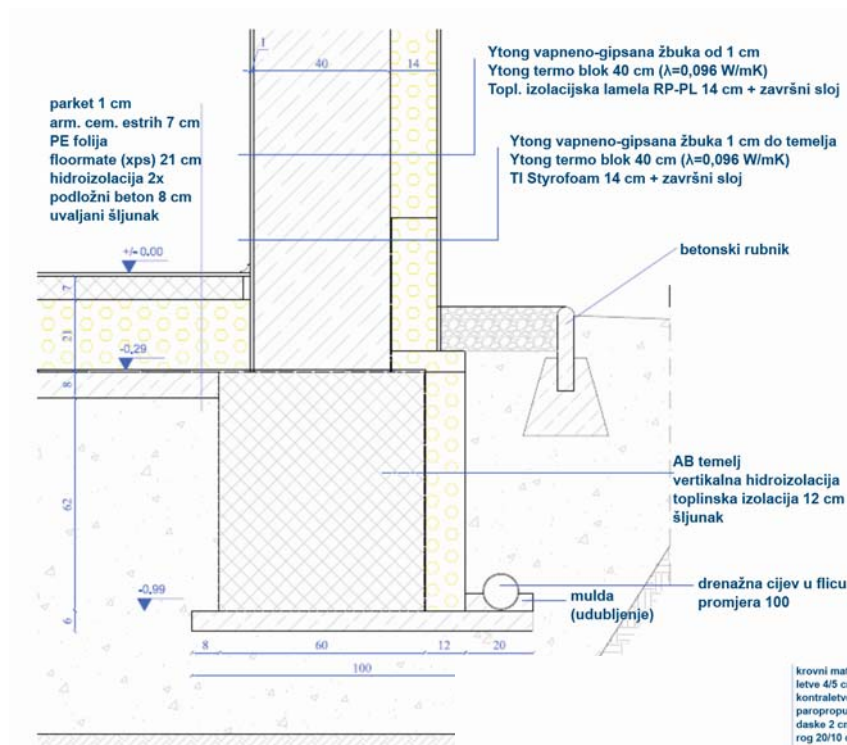 1
40
14
Ytong vapneno-gipsana žbuka od 1 cm
Ytong termo blok 40 cm (λ=0,096 W/mK)
Topl. izolacijska lamela RP-PL 14 cm + završni sloj
parket 1 cm
arm. cem. estrih 7 cm
PE folija
floormate (xps) 21 cm
hidroizolacija 2x
podložni beton 8 cm
uvaljani šljunak
Ytong vapneno-gipsana žbuka 1 cm do temelja
Ytong termo blok 40 cm (λ=0,096 W/mK)
TI Styrofoam 14 cm + završni sloj
betonski rubnik
+/- 0.00
7
21
-0,29
8
AB temelj
vertikalna hidroizolacija
toplinska izolacija 12 cm
šljunak
62
-0,99
6
mulda
(udubljenje)
drenažna cijev u flicu
promjera 100
8
60
12
20
100
letve 4/5
daske 2
rog 20/10